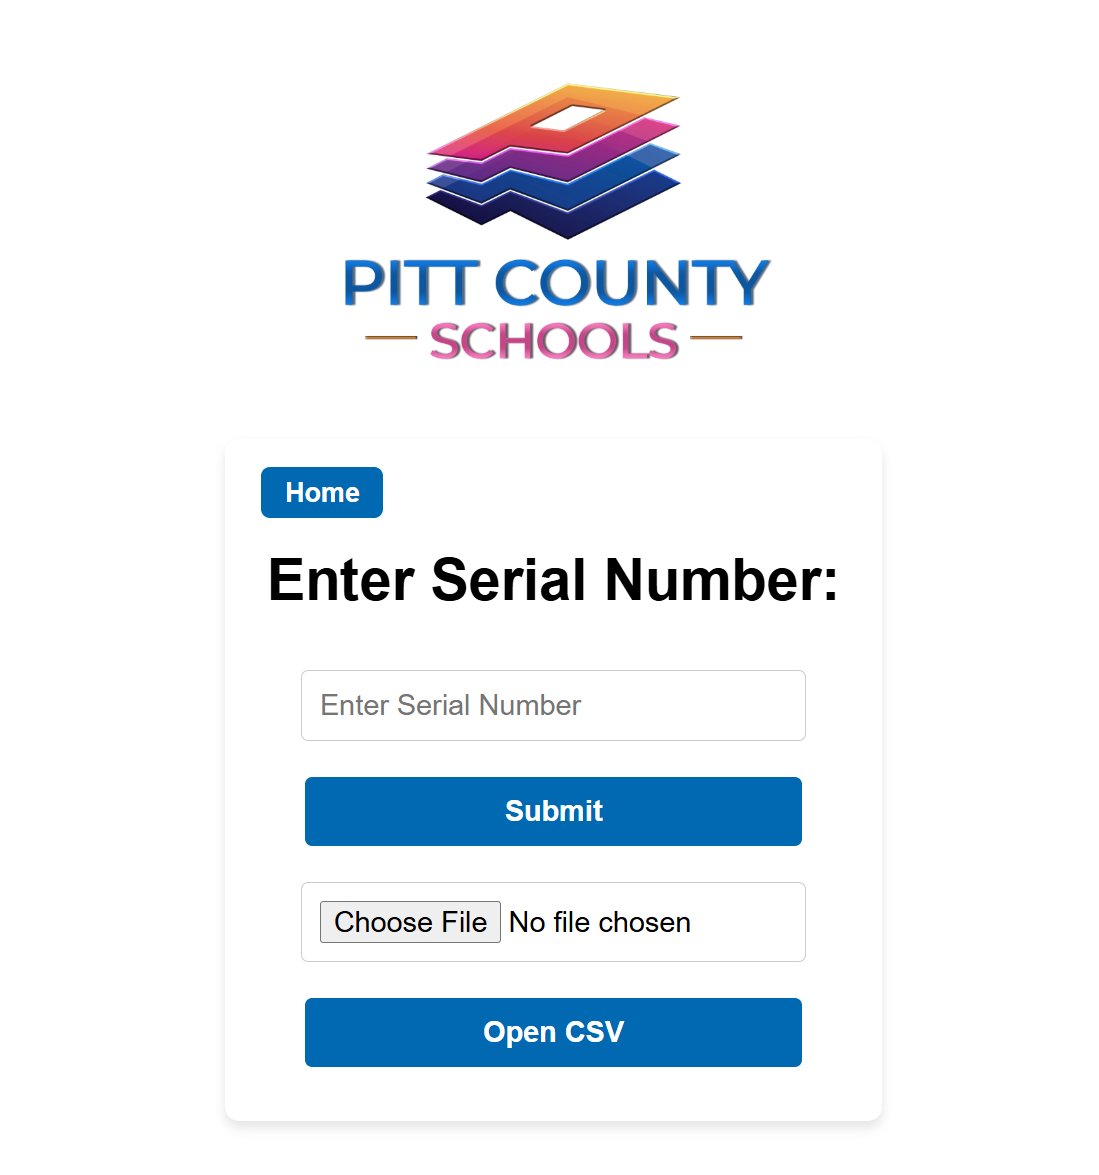 PITT COUNTY
SCHOOLS
Home
Enter Serial Number:
Enter Serial Number
Submit
Choose File No file chosen
Open CSV